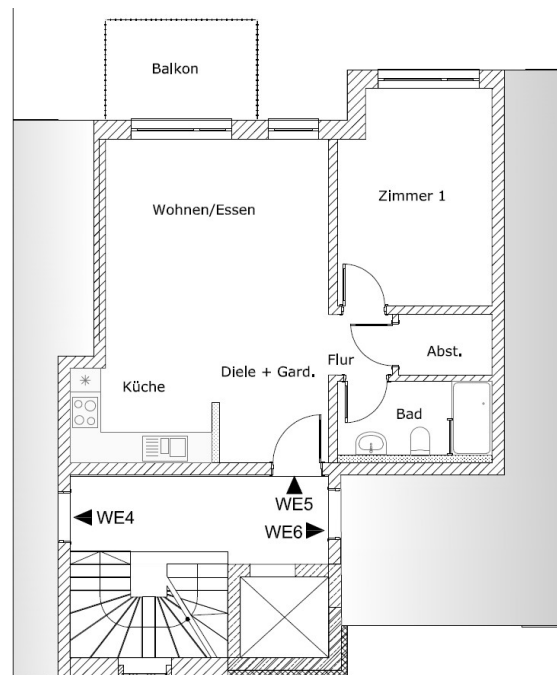 Balkon
Wohnen/Essen
Zimmer 1
Küche
Diele + Gard.
Flur
Abst.
Bad
WE5
WE4
WE6